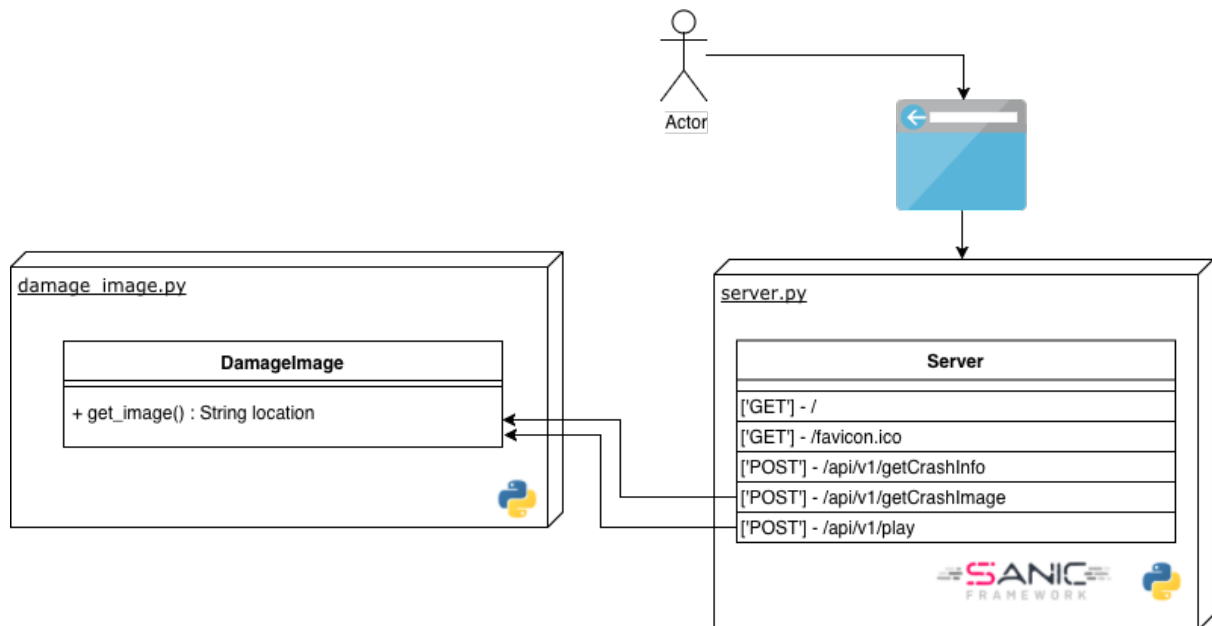 Actor
damage_image.py
DamageImage
+ get_image() : String location
server.py
Server
['GET'] - /
['GET'] - /favicon.ico
['POST'] - /api/v1/getCrashInfo
['POST'] - /api/v1/getCrashImage
['POST'] - /api/v1/play
SANIC
FRAMEWORK